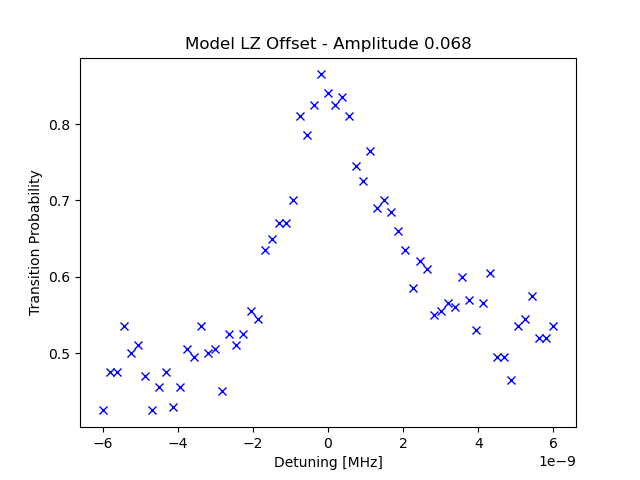 Model LZ Offset - Amplitude 0.068
Transition Probability
0.8
0.7
0.6
0.5
−6
−4
−2
0
2
4
6
1e−9
Detuning [MHz]